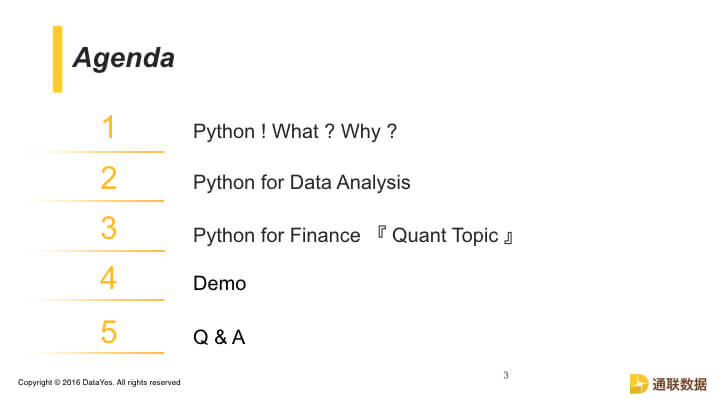 Agenda
1
Python ! What ? Why ?
2
Python for Data Analysis
3
Python for Finance 『 Quant Topic 』
4
Demo
5
Q & A
Copyright © 2016 DataYes. All rights reserved
3
通联数据